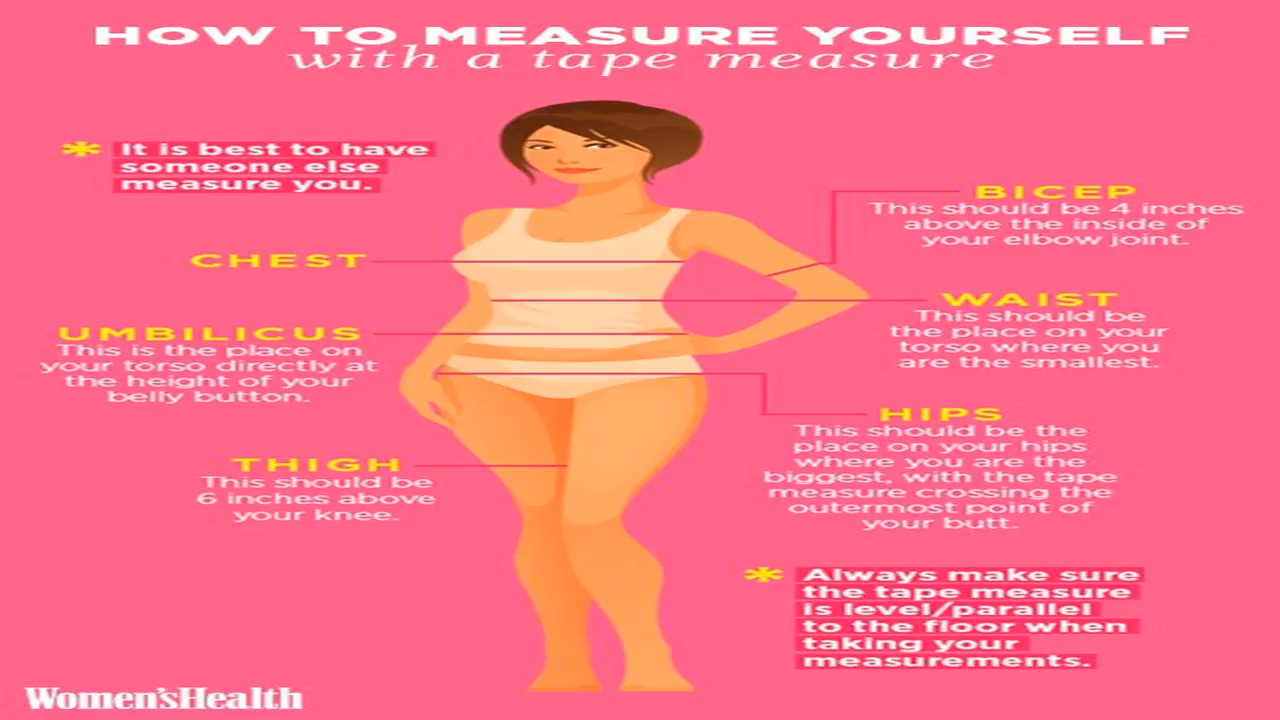 HOW TO MEASURE YOURSELF
with a tape measure
* It is best to have
someone else
measure you.
BICEP
This should be 4 inches
above the inside of
your elbow joint.
CHEST
WAIST
This should be
the place on your
torso where you
are the smallest.
UMBILICUS
This is the place on
your torso directly at
the height of your
belly button.
HIPS
This should be the
place on your hips
where you are the
biggest, with the tape
measure crossing the
outermost point of
your butt.
THIGH
This should be
6 inches above
your knee.
* Always make sure
the tape measure
is level/parallel
to the floor when
taking your
measurements.
Women'sHealth